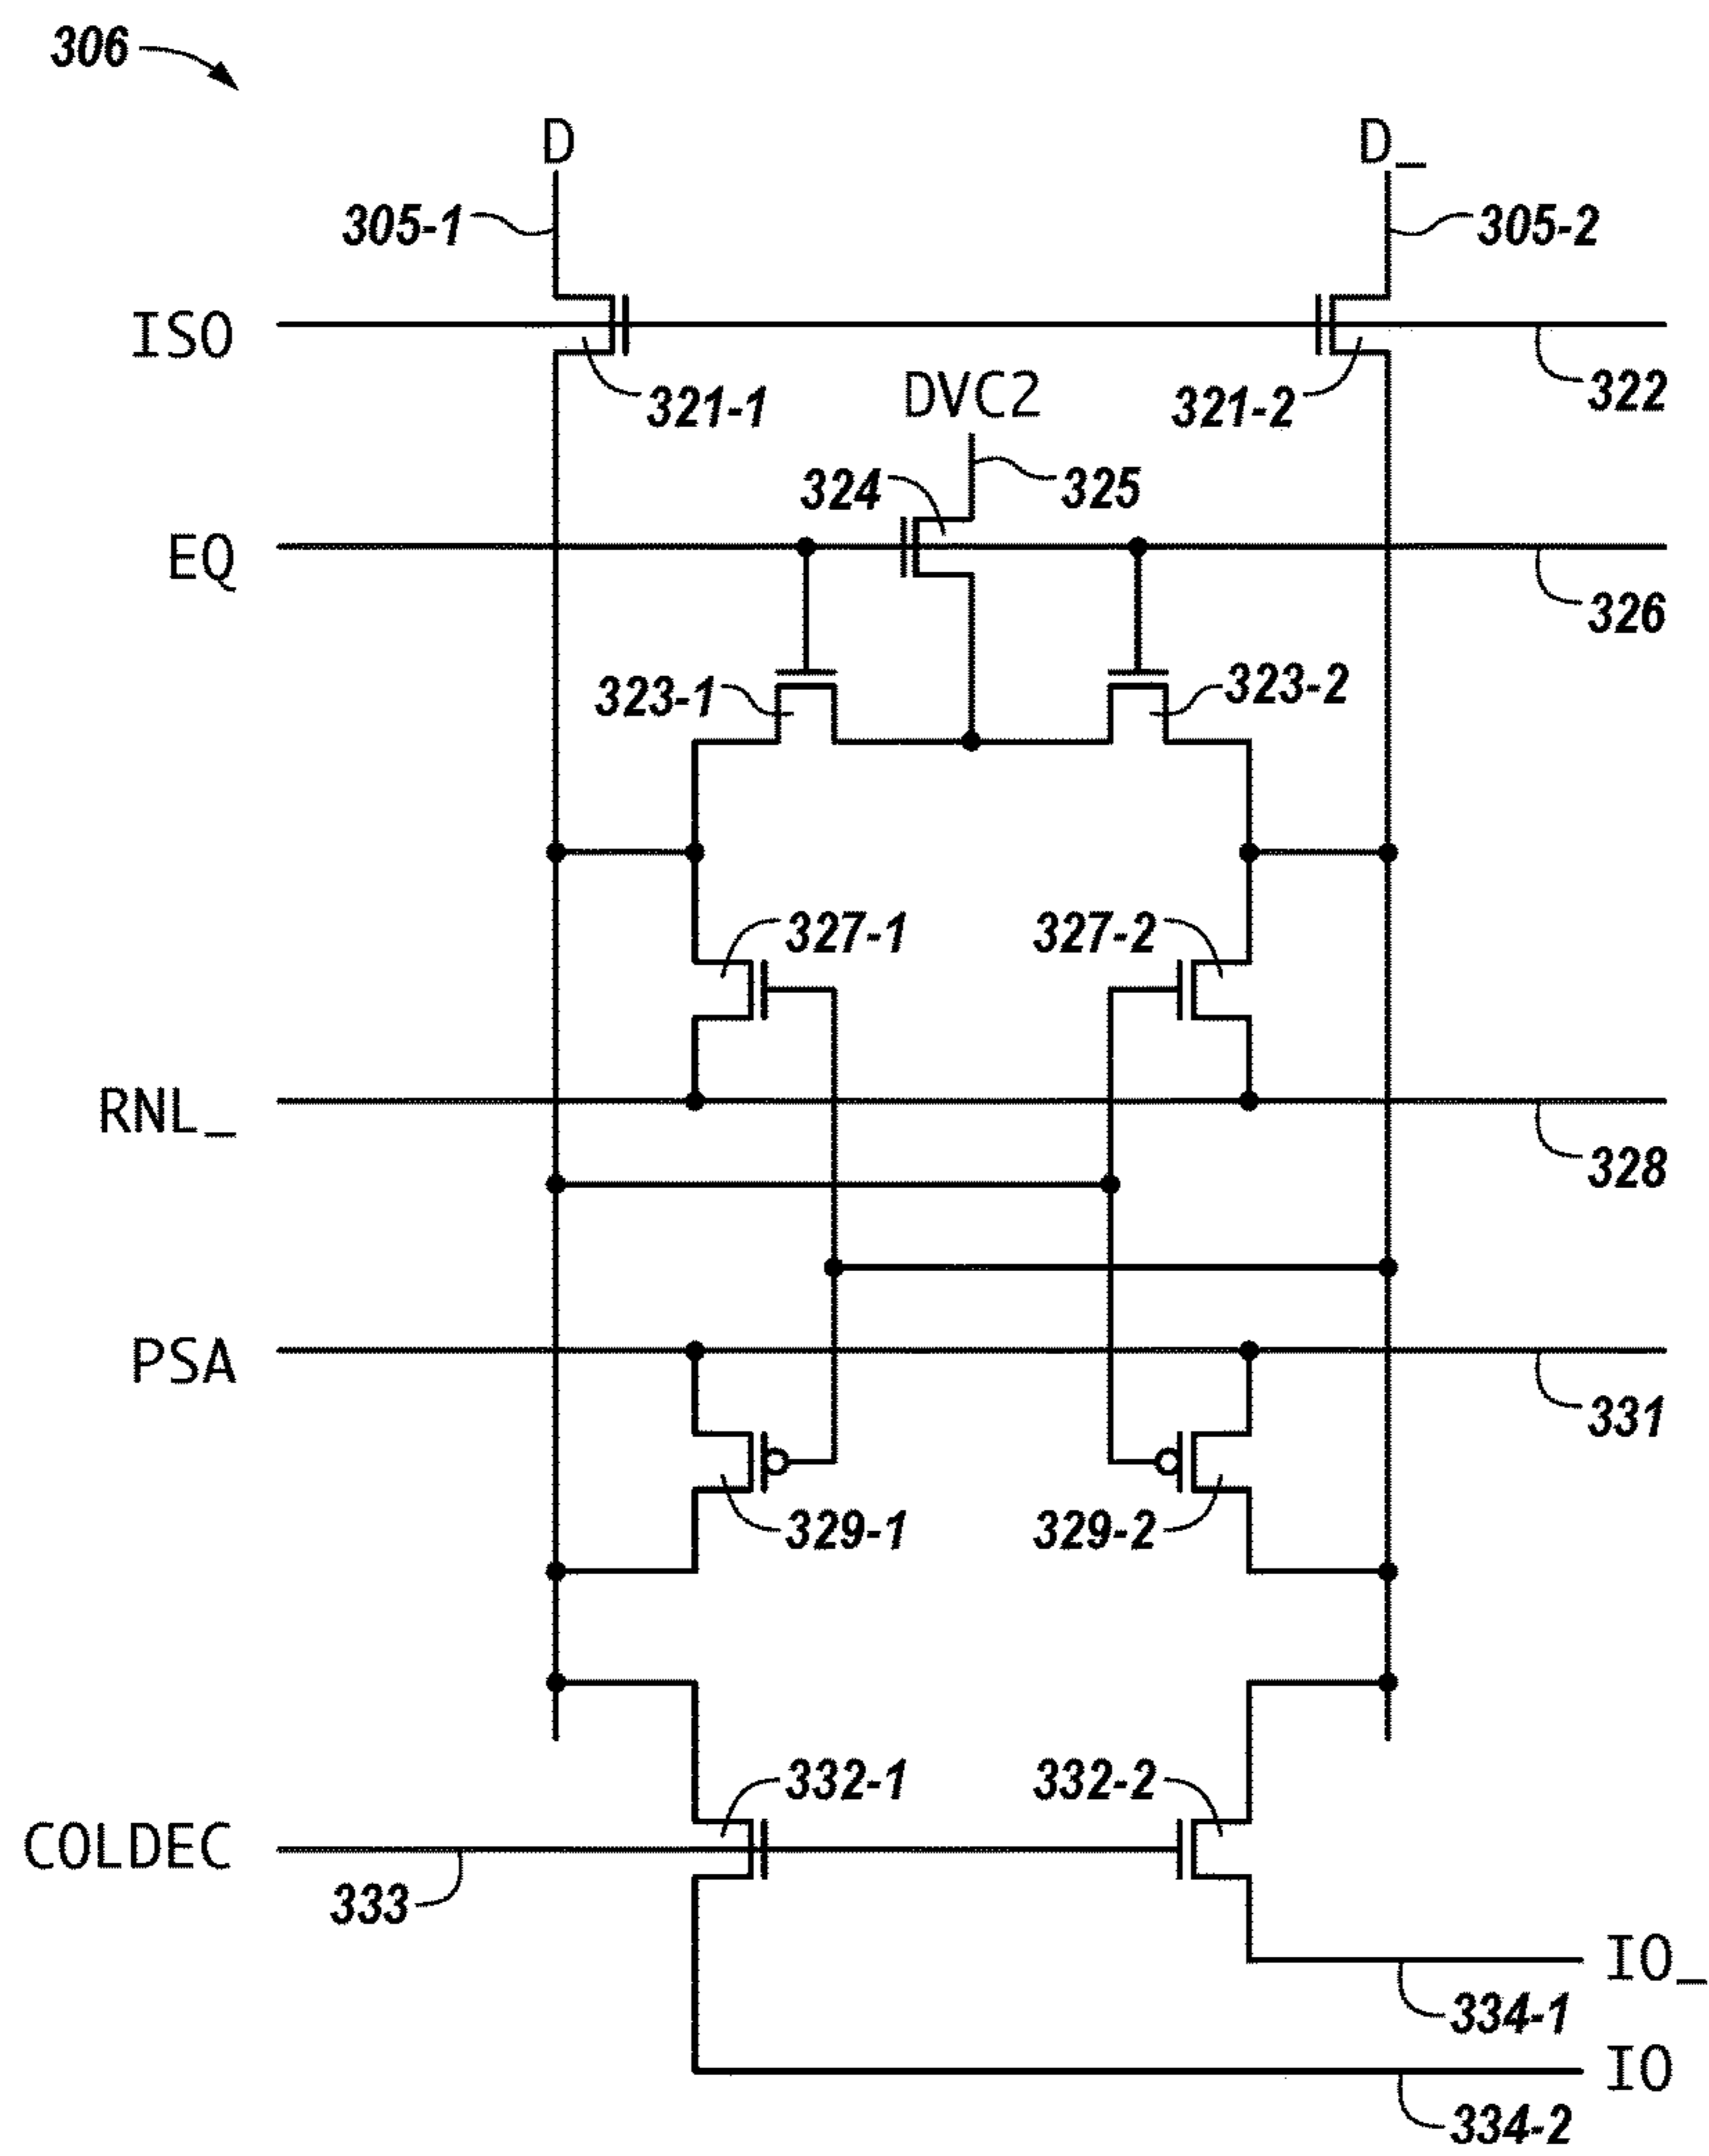 306
D D_
305-1 305-2
ISO
321-1 DVC2 321-2 322
324 325
EQ
326
323-1 323-2
327-1 327-2
RNL_
328
PSA
331
329-1 329-2
332-1 332-2
COLDEC
333
IO_
334-1
IO
334-2